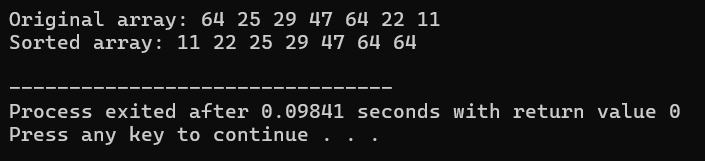 Original array: 64 25 29 47 64 22 11
Sorted array: 11 22 25 29 47 64 64
--------------------------------
Process exited after 0.09841 seconds with return value 0
Press any key to continue . . .